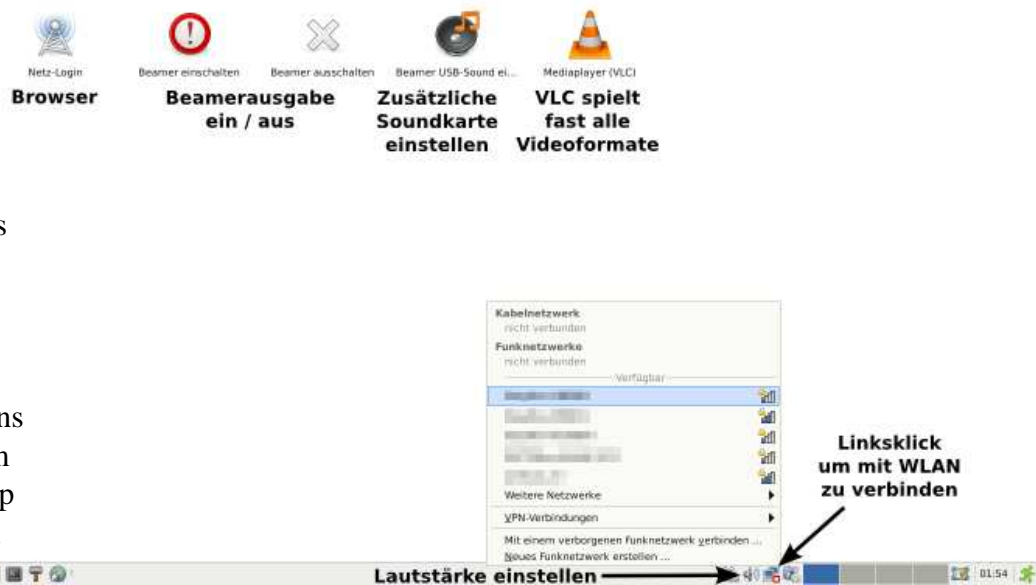 Netz-Login
Beamer einschalten
Beamer ausschalten
Beamer USB-Sound ei...
Mediaplayer (VLC)
Browser
Beamerausgabe
ein / aus
Zusätzliche
Soundkarte
einstellen
VLC spielt
fast alle
Videoformate
s
ns
n
p
Kabelnetzwerk
nicht verbunden
Funknetzwerke
nicht verbunden
Verfügbar
Weitere Netzwerke
VPN-Verbindungen
Mit einem verborgenen Funknetzwerk verbinden ...
Neues Funknetzwerk erstellen ...
Linksklick
um mit WLAN
zu verbinden
Lautstärke einstellen
01:54